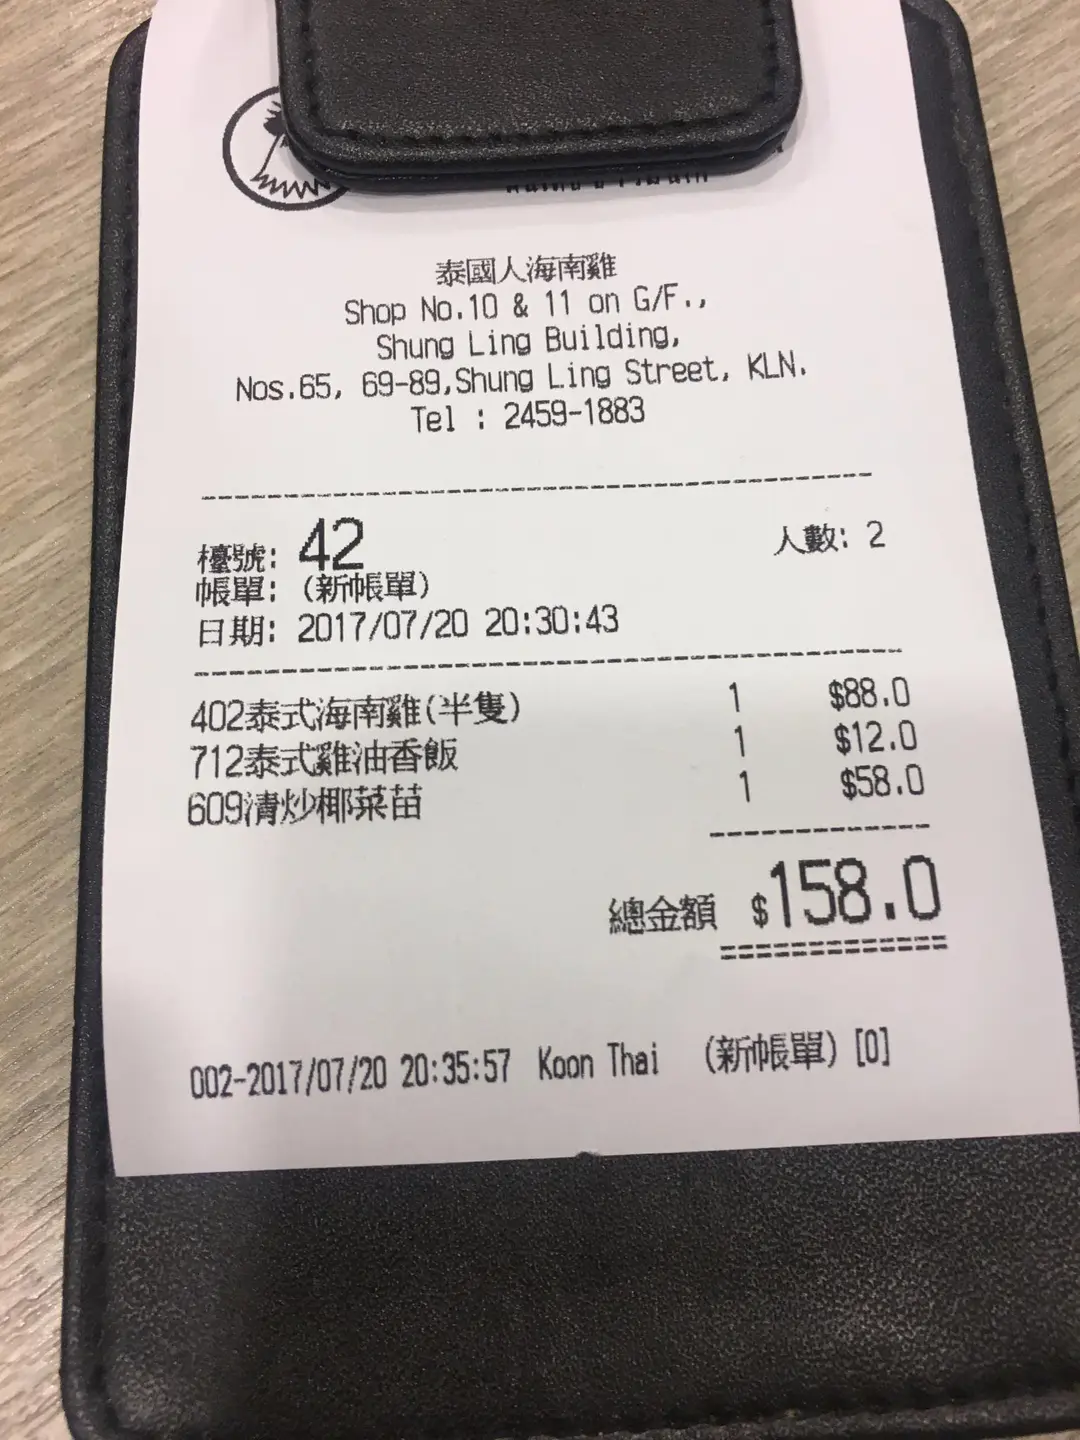 泰國人海南雞
Shop No.10 & 11 on G/F.,
Shung Ling Building,
Nos.65, 69-89,Shung Ling Street, KLN.
Tel : 2459-1883
檯號: 42 人數: 2
帳單: (新帳單)
日期: 2017/07/20 20:30:43
402泰式海南雞(半隻) 1 $88.0
712泰式雞油香飯 1 $12.0
609清炒椰菜苗 1 $58.0
總金額 $158.0
002-2017/07/20 20:35:57 Koon Thai (新帳單) [0]